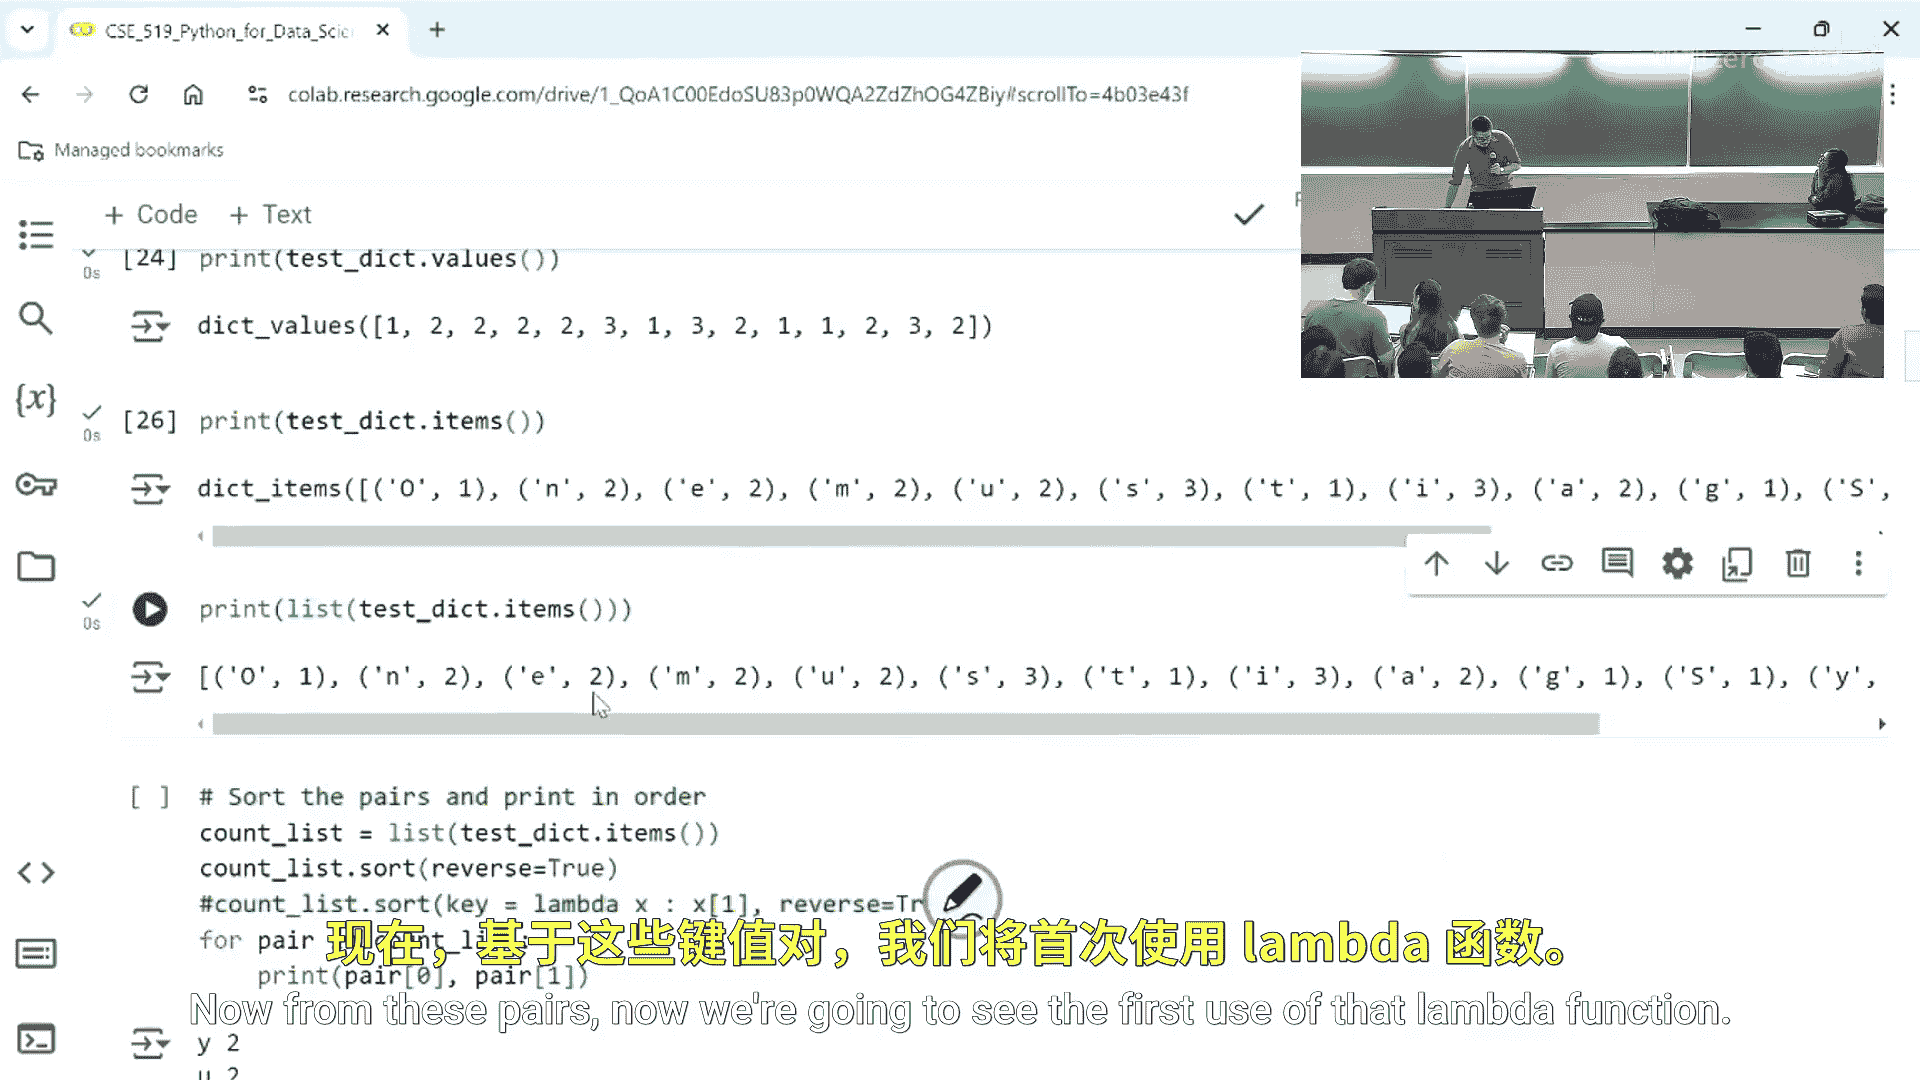 CSE_519_Python_for_Data_Scie
colab.research.google.com/drive/1_QoA1C00EdoSU83p0WQA2ZdZhOG4ZBiy#scrollTo=4b03e43f
Managed bookmarks
+ Code + Text
0s [24] print(test_dict.values())
dict_values([1, 2, 2, 2, 2, 3, 1, 3, 2, 1, 1, 2, 3, 2])
[26] print(test_dict.items())
0s
dict_items([('O', 1), ('n', 2), ('e', 2), ('m', 2), ('u', 2), ('s', 3), ('t', 1), ('i', 3), ('a', 2), ('g', 1), ('S',
print(list(test_dict.items()))
0s
[('O', 1), ('n', 2), ('e', 2), ('m', 2), ('u', 2), ('s', 3), ('t', 1), ('i', 3), ('a', 2), ('g', 1), ('S', 1), ('y',
[ ] # Sort the pairs and print in order
count_list = list(test_dict.items())
count_list.sort(reverse=True)
#count_list.sort(key = lambda x : x[1], reverse=Tr
for pair
print(pair[0], pair[1])
现在，基于这些键值对，我们将首次使用 lambda 函数。
Now from these pairs, now we're going to see the first use of that lambda function.
y 2
u 2